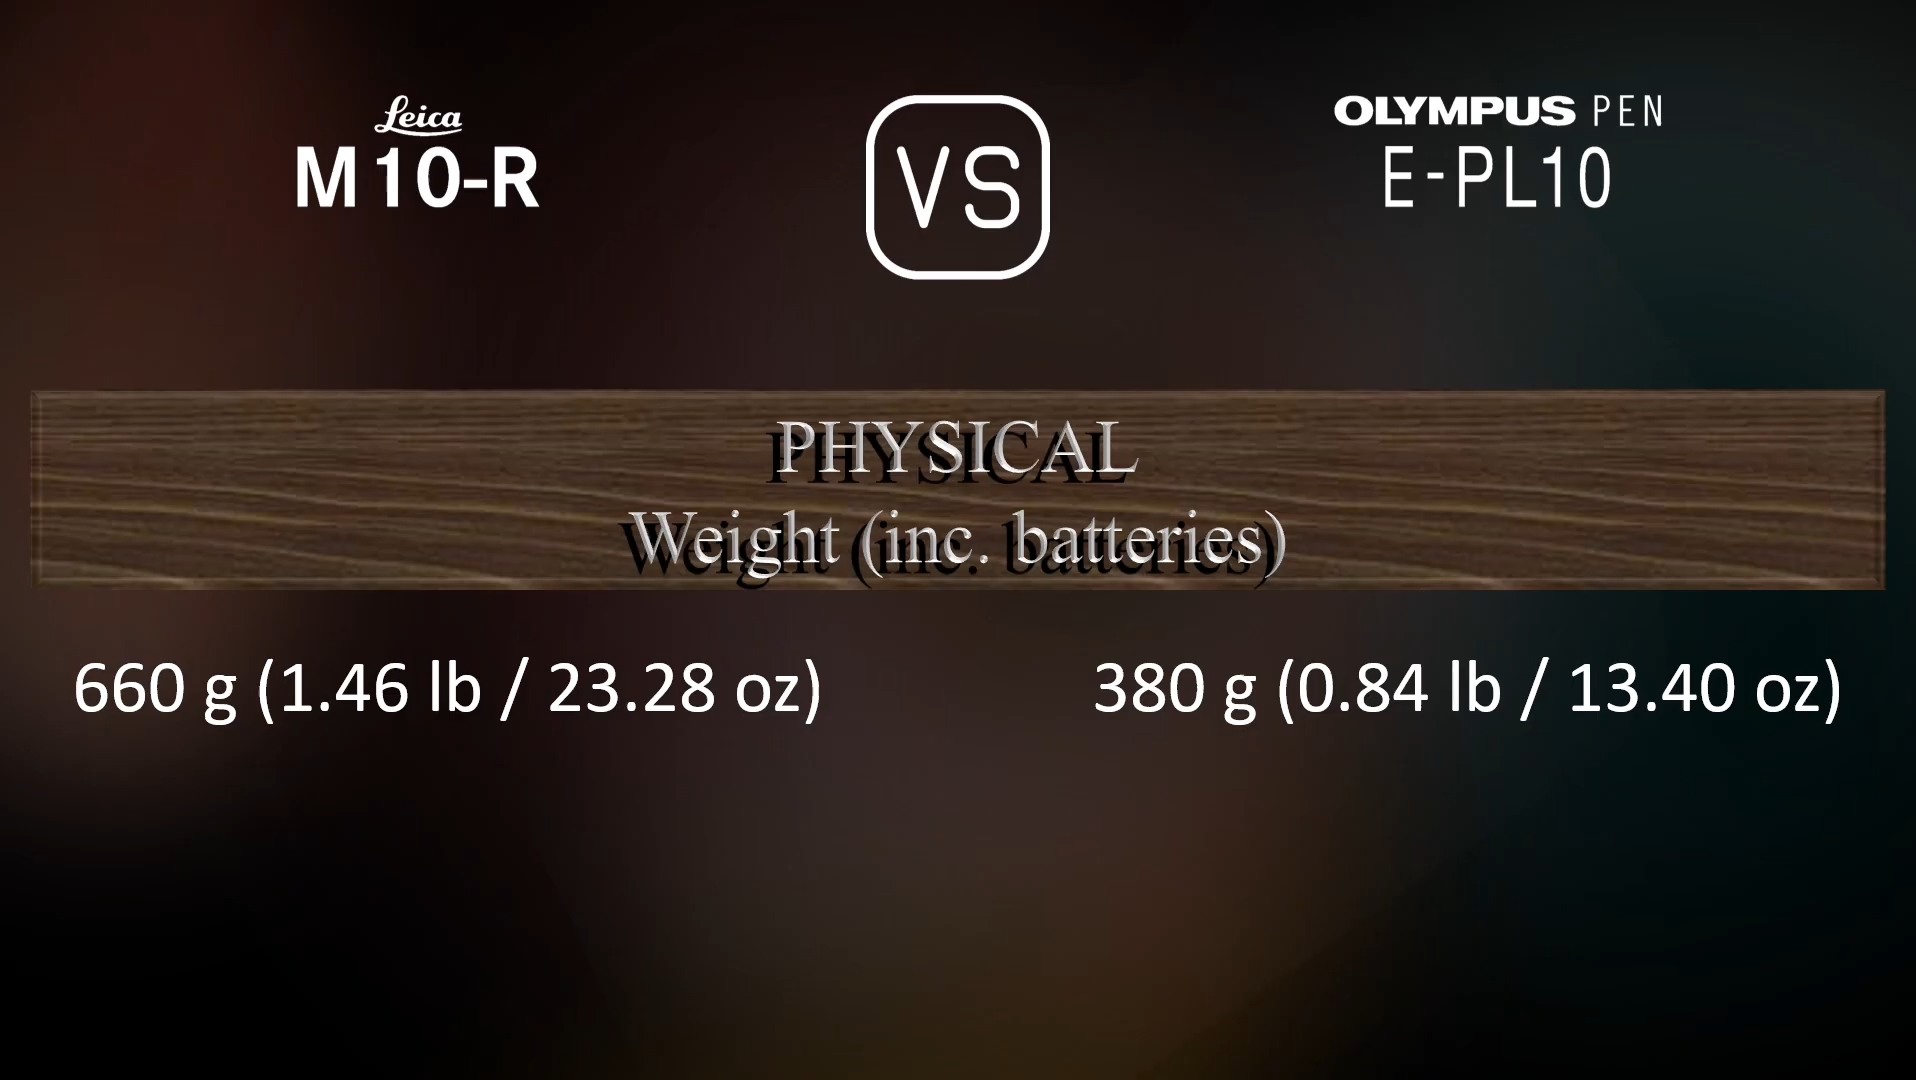 Leica
M10-R
VS
OLYMPUS PEN
E-PL10
PHYSICAL
Weight (inc. batteries)
660 g (1.46 lb / 23.28 oz)
380 g (0.84 lb / 13.40 oz)